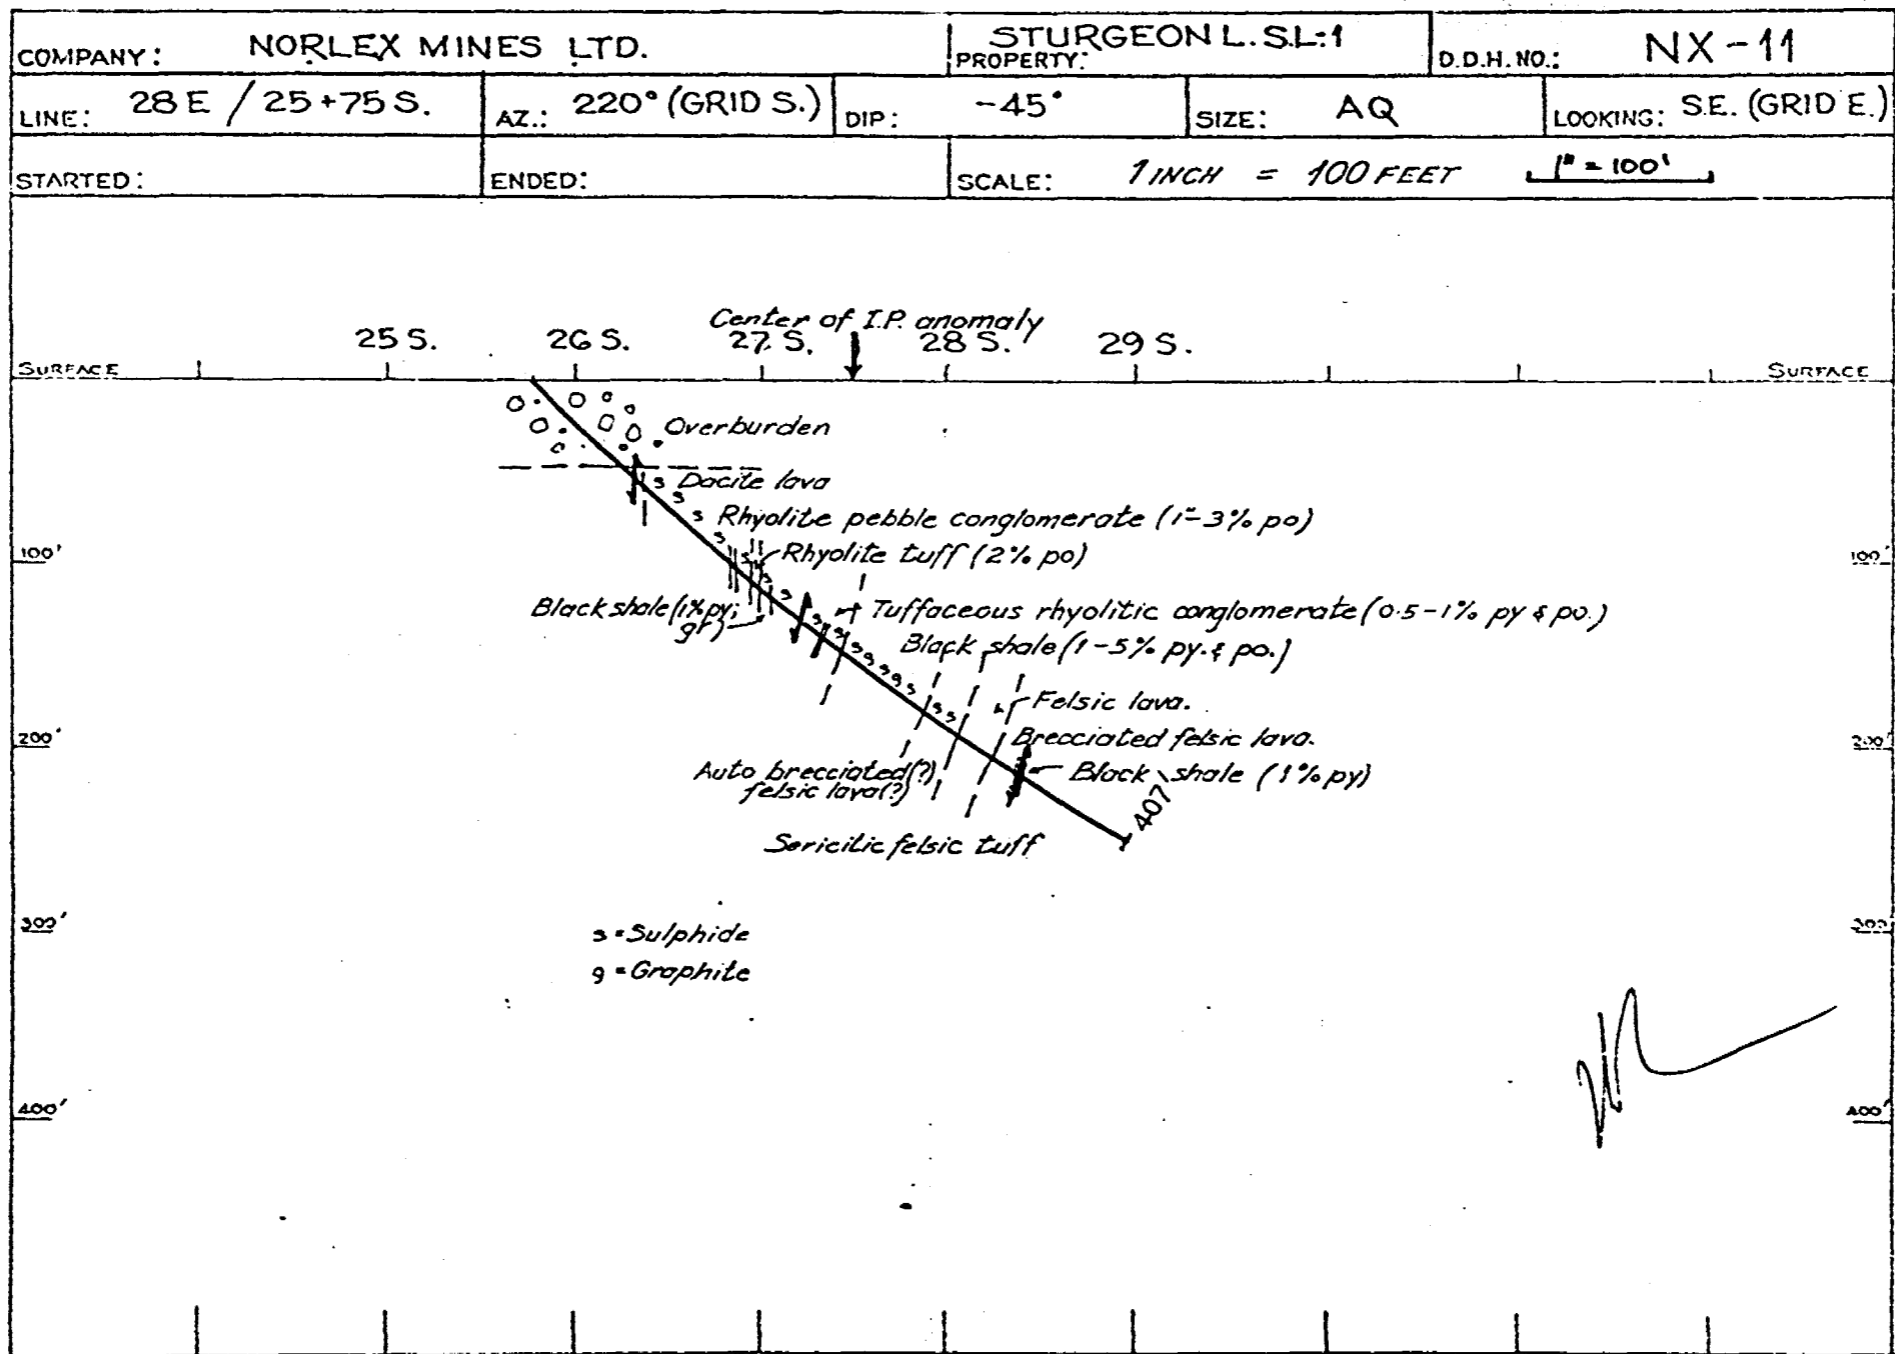 COMPANY: NORLEX MINES LTD.
PROPERTY: STURGEON L. S.L:1
D.D.H. NO.: NX-11
LINE: 28E / 25+75 S.
AZ.: 220° (GRID S.)
DIP: -45°
SIZE: AQ
LOOKING: S.E. (GRID E.)
STARTED:
ENDED:
SCALE: 1 INCH = 100 FEET 1" = 100'
Center of I.P. anomaly
25 S. 26 S. 27 S. 28 S. 29 S.
SURFACE SURFACE
Overburden
Dacite lava
Rhyolite pebble conglomerate (1-3% po)
100' Rhyolite tuff (2% po) 100'
Black shale (1% py; gr)
Tuffaceous rhyolitic conglomerate (0.5-1% py & po.)
Black shale (1-5% py. & po.)
Felsic lava.
200' Brecciated felsic lava. 200'
Auto brecciated(?)
felsic lava(?)
Black shale (1% py)
407'
Sericitic felsic tuff
300' 300'
s = Sulphide
g = Graphite
400' 400'